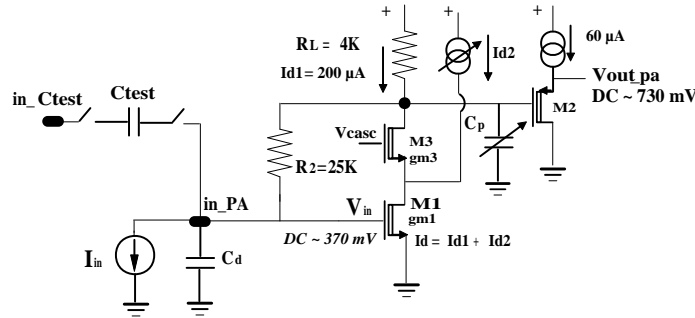 + + +
RL = 4K
Id2
60 µA
Id1= 200 µA
Vout_pa
DC ~ 730 mV
M2
in_Ctest
Ctest
Cp
Vcasc
M3
gm3
R2=25K
in_PA
Vin
M1
gm1
DC ~ 370 mV
Id = Id1 + Id2
Iin
Cd